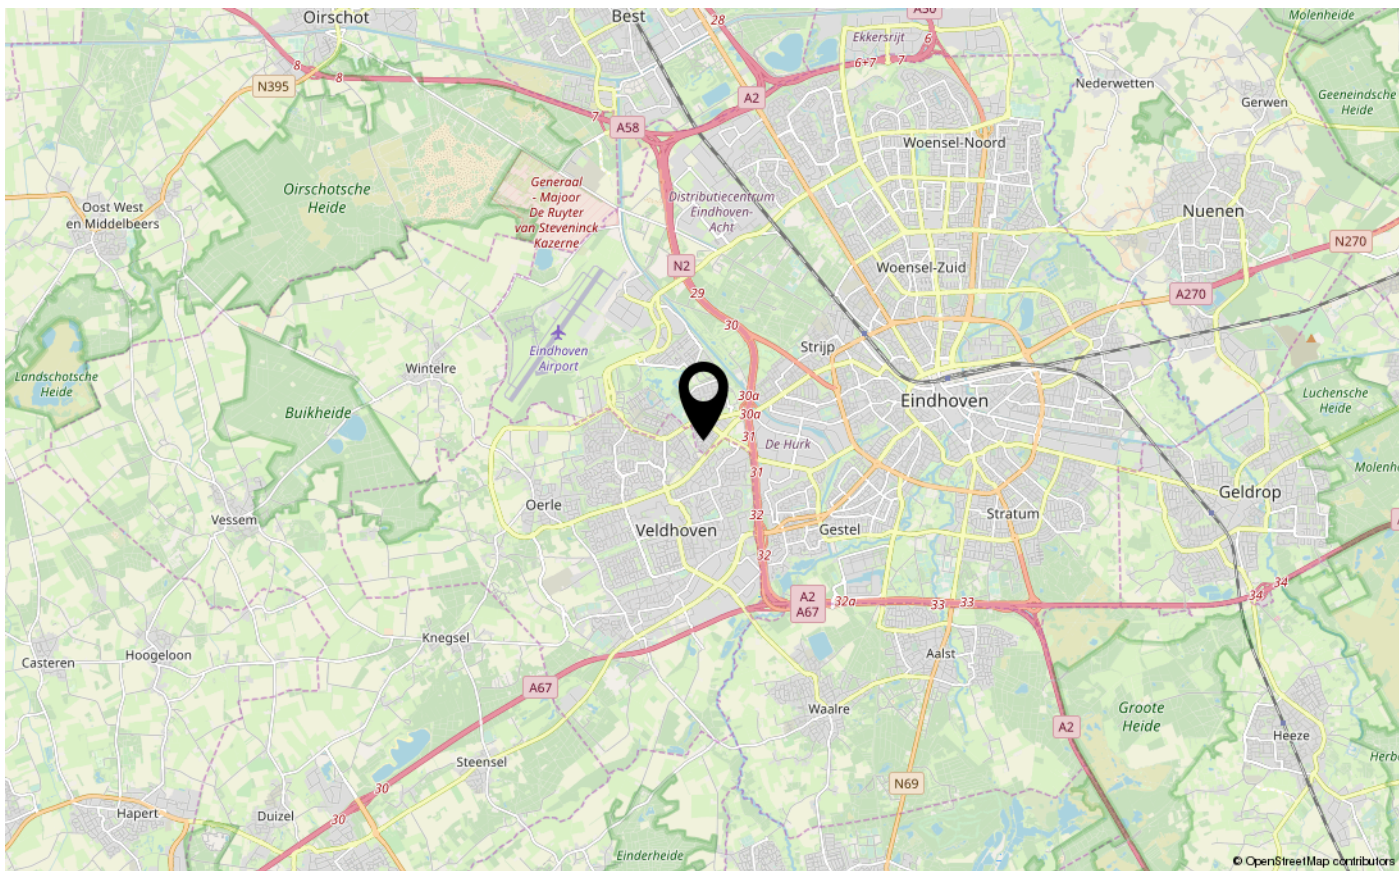 Oirschot
Best
A50
Molenheide
28
Ekkersrijt
6
6+7
7
8
8
N395
Nederwetten
Gerwen
Geeneindsche
Heide
A2
7
A58
Woensel-Noord
Oirschotsche
Heide
Generaal
- Majoor
De Ruyter
van Steveninck
Kazerne
Distributiecentrum
Eindhoven-
Acht
Oost West
en Middelbeers
Nuenen
N270
N2
Woensel-Zuid
29
A270
30
Strijp
Eindhoven
Airport
Wintelre
Landschotsche
Heide
Buikheide
30a
30a
Eindhoven
Luchensche
Heide
31
De Hurk
31
Molenh
Geldrop
Oerle
Vessem
32
Stratum
Veldhoven
Gestel
32
34
34
A2
A67
32a
33
33
Knegsel
Casteren
Hoogeloon
Aalst
A67
Waalre
Groote
Heide
A2
Heeze
Herb
Steensel
30
N69
Hapert
Duizel
30
Einderheide
© OpenStreetMap contributors